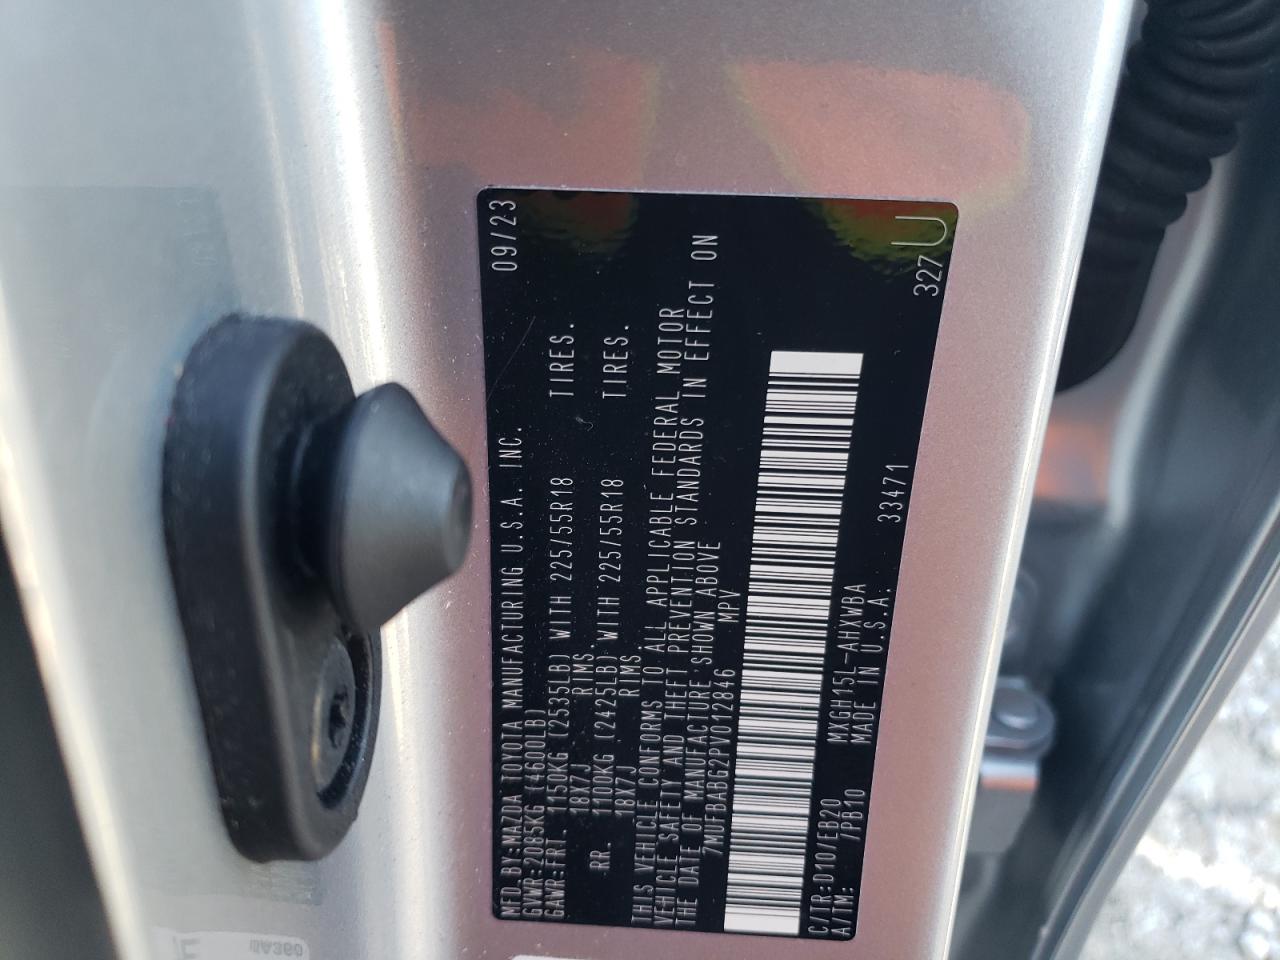 MFD.BY:MAZDA TOYOTA MANUFACTURING U.S.A. INC. 09/23
GVWR:2085KG (4600LB)
GAWR:FRT. 1150KG (2535LB) WITH 225/55R18 TIRES.
18X7J RIMS.
RR. 1100KG (2425LB) WITH 225/55R18 TIRES.
18X7J RIMS.
THIS VEHICLE CONFORMS TO ALL APPLICABLE FEDERAL MOTOR
VEHICLE SAFETY AND THEFT PREVENTION STANDARDS IN EFFECT ON
THE DATE OF MANUFACTURE SHOWN ABOVE
7MUFBABG2PV012846 MPV
C/TR:D10/EB20 MXGH15L-AHXWBA 33471 327 U
A/TM: /PB10 MADE IN U.S.A.